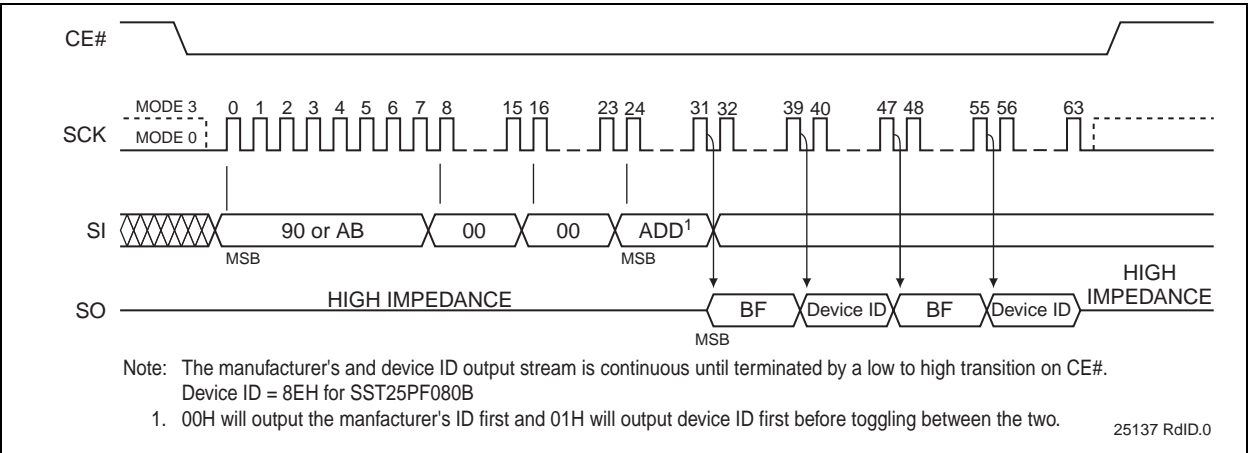 CE#
MODE 3
0 1 2 3 4 5 6 7 8 15 16 23 24 31 32 39 40 47 48 55 56 63
SCK
MODE 0
SI
90 or AB 00 00 ADD1
MSB MSB
HIGH IMPEDANCE
HIGH IMPEDANCE
SO
BF Device ID BF Device ID
MSB
Note: The manufacturer's and device ID output stream is continuous until terminated by a low to high transition on CE#.
Device ID = 8EH for SST25PF080B
1. 00H will output the manfacturer's ID first and 01H will output device ID first before toggling between the two.
25137 RdID.0